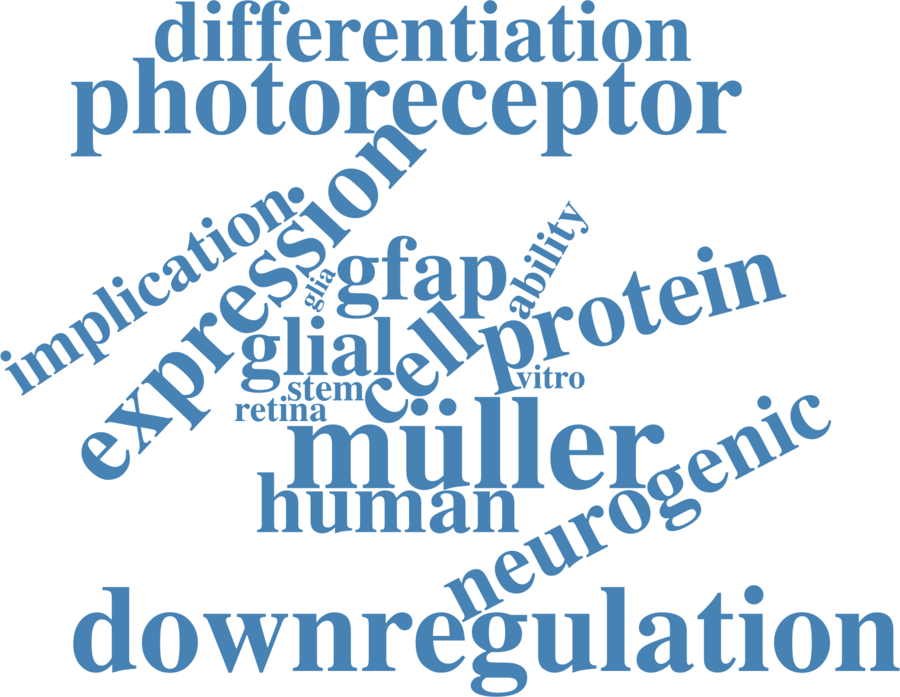 differentiation
photoreceptor
expression
implication
glia
gfap
ability
protein
glial
cell
stem
vitro
retina
müller
human
neurogenic
downregulation